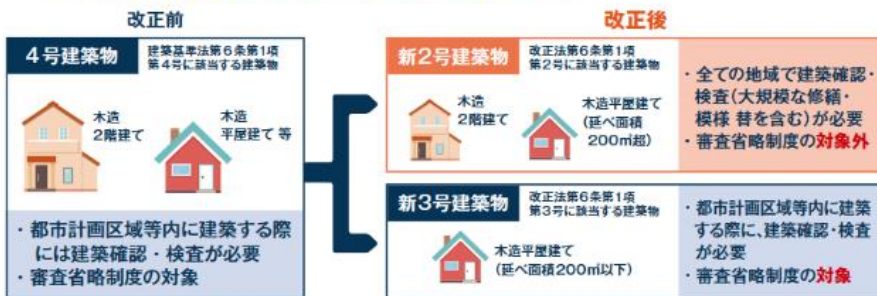 改正前
4号建築物
建築基準法第6条第1項
第4号に該当する建築物
木造
2階建て
木造
平屋建て 等
・都市計画区域等内に建築する際
には建築確認・検査が必要
・審査省略制度の対象
改正後
新2号建築物
改正法第6条第1項
第2号に該当する建築物
木造
2階建て
木造平屋建て
(延べ面積
200㎡超)
・全ての地域で建築確認・
検査(大規模な修繕・
模様 替を含む)が必要
・審査省略制度の対象外
新3号建築物
改正法第6条第1項
第3号に該当する建築物
木造平屋建て
(延べ面積200㎡以下)
・都市計画区域等内に建築
する際に、建築確認・検査
が必要
・審査省略制度の対象